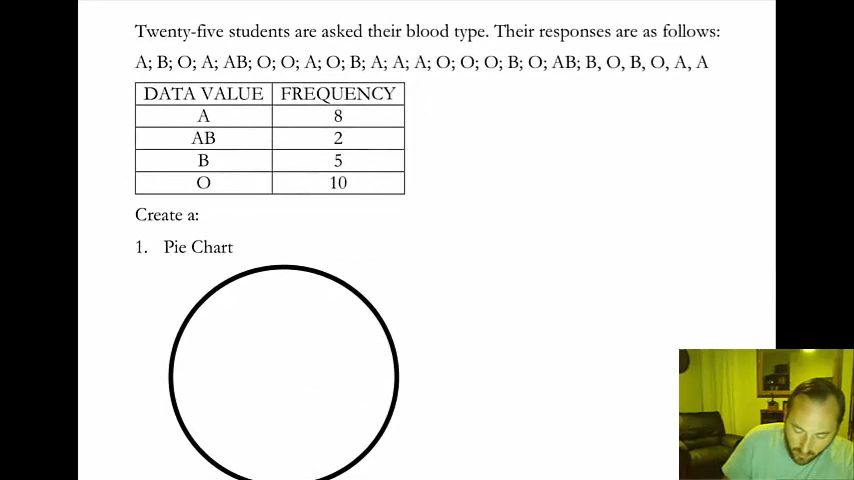 Twenty-five students are asked their blood type. Their responses are as follows:
A; B; O; A; AB; O; O; A; O; B; A; A; A; O; O; O; B; O; AB; B, O, B, O, A, A
DATA VALUE FREQUENCY
A 8
AB 2
B 5
O 10
Create a:
1. Pie Chart